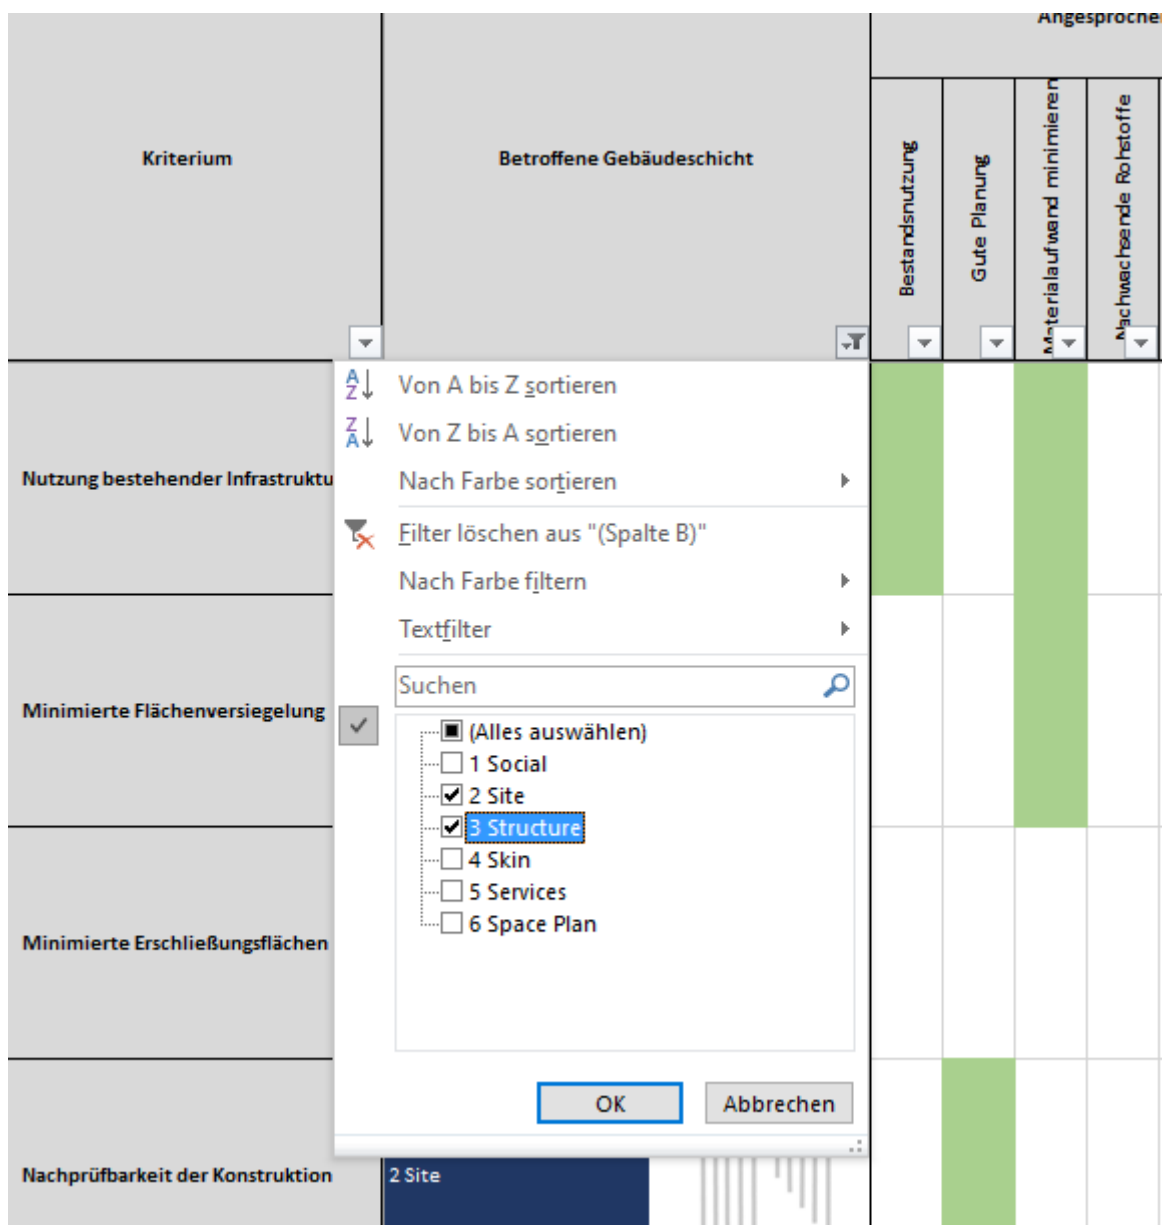 Angesproche
Kriterium
Betroffene Gebäudeschicht
Bestandsnutzung
Gute Planung
Materialaufwand minimieren
Nachwachsende Rohstoffe
Von A bis Z sortieren
Von Z bis A sortieren
Nach Farbe sortieren
Filter löschen aus "(Spalte B)"
Nach Farbe filtern
Textfilter
Suchen
(Alles auswählen)
1 Social
2 Site
3 Structure
4 Skin
5 Services
6 Space Plan
OK
Abbrechen
Nutzung bestehender Infrastruktu
Minimierte Flächenversiegelung
Minimierte Erschließungsflächen
Nachprüfbarkeit der Konstruktion
2 Site